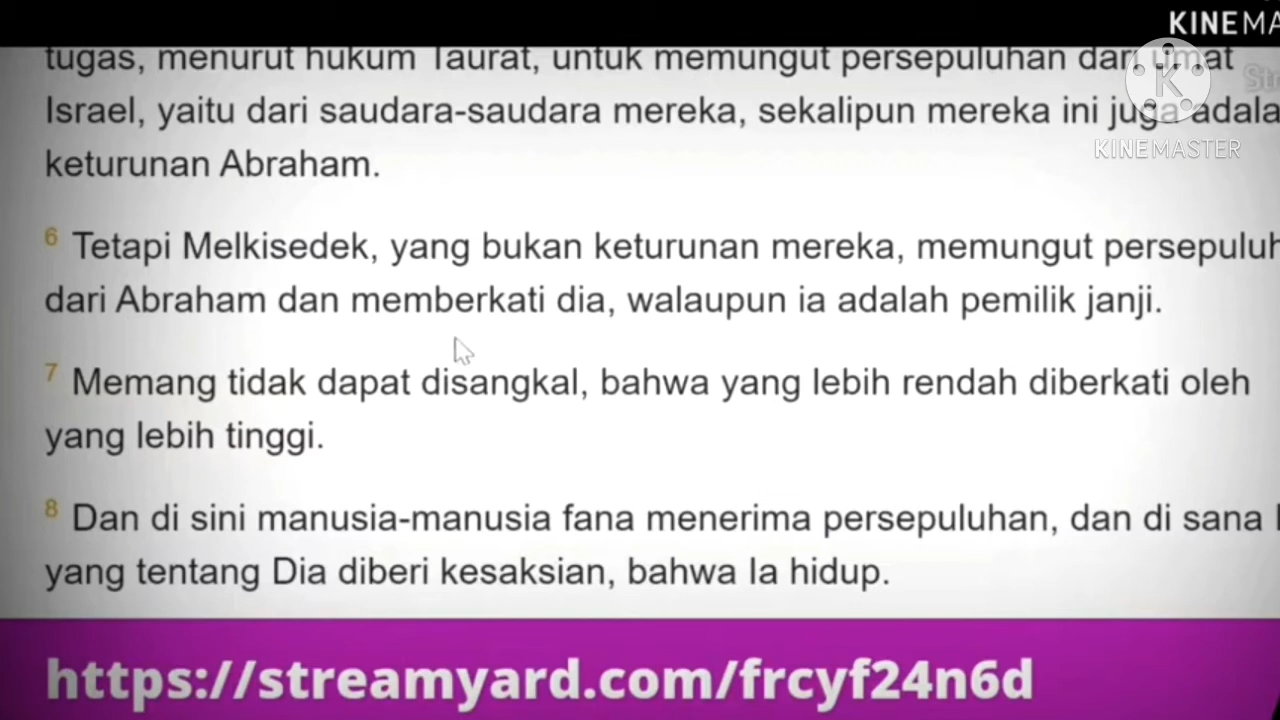 KINEMA
tugas, menurut hukum Taurat, untuk memungut persepuluhan dari umat
Israel, yaitu dari saudara-saudara mereka, sekalipun mereka ini juga adala
keturunan Abraham.
6 Tetapi Melkisedek, yang bukan keturunan mereka, memungut persepuluh
dari Abraham dan memberkati dia, walaupun ia adalah pemilik janji.
7 Memang tidak dapat disangkal, bahwa yang lebih rendah diberkati oleh
yang lebih tinggi.
8 Dan di sini manusia-manusia fana menerima persepuluhan, dan di sana
yang tentang Dia diberi kesaksian, bahwa Ia hidup.
https://streamyard.com/frcyf24n6d
K
KINEMASTER